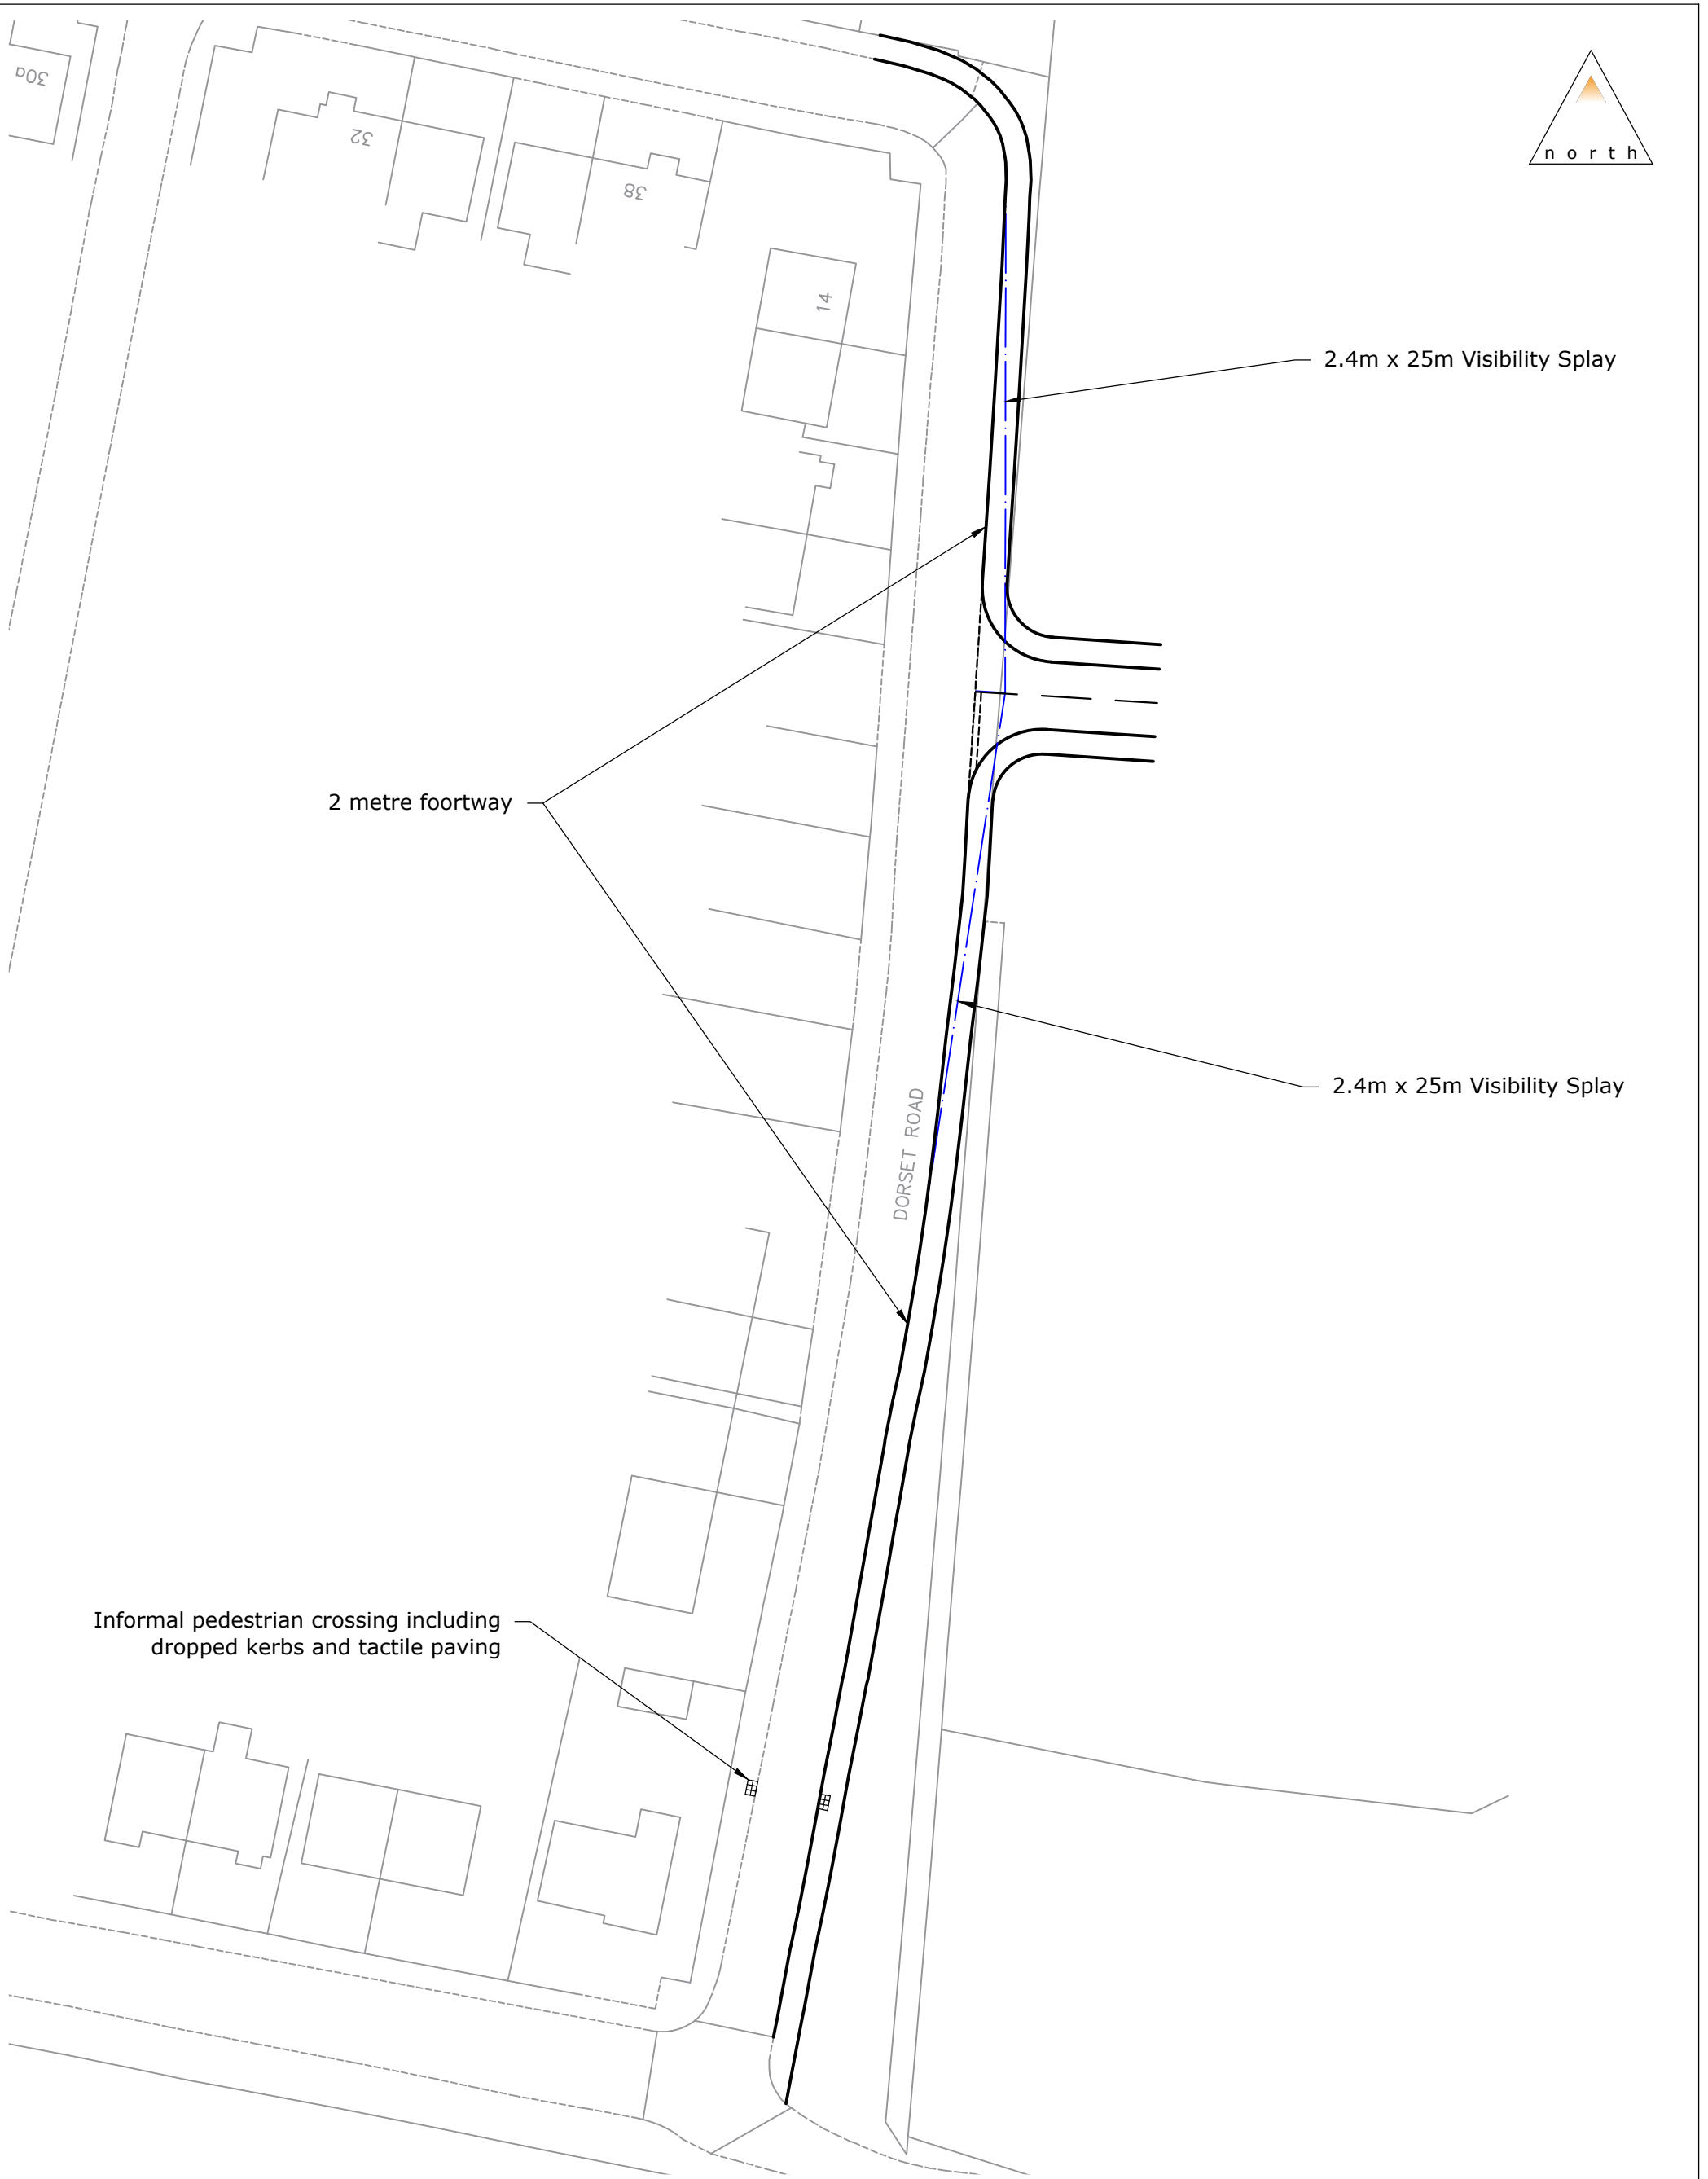 30a
north
32
38
14
2.4m x 25m Visibility Splay
2 metre foortway
2.4m x 25m Visibility Splay
DORSET ROAD
Informal pedestrian crossing including
dropped kerbs and tactile paving